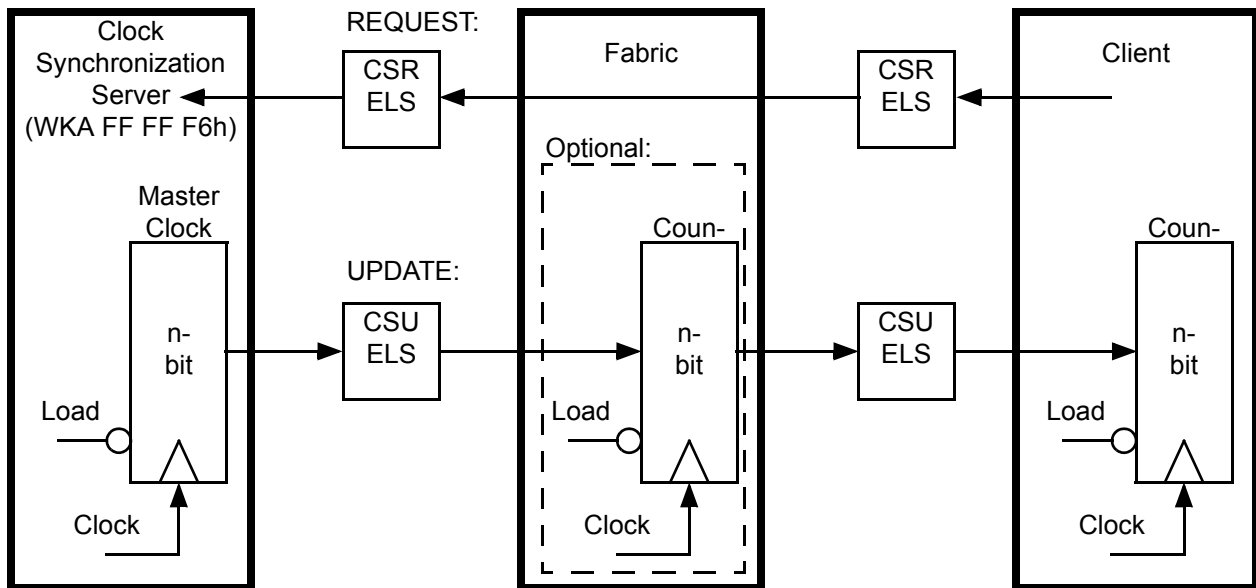 Clock
Synchronization
Server
(WKA FF FF F6h)
REQUEST:
CSR
ELS
Fabric
CSR
ELS
Client
Optional:
Master
Clock
n-
bit
Load
Clock
UPDATE:
CSU
ELS
Coun-
n-
bit
Load
Clock
CSU
ELS
Coun-
n-
bit
Load
Clock